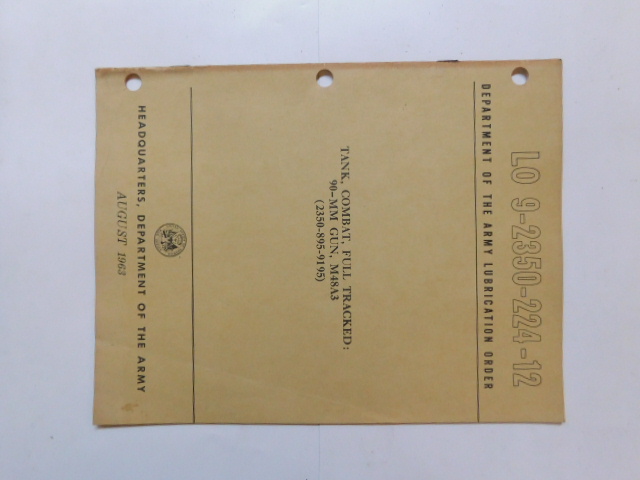 LO 9-2350-224-12
DEPARTMENT OF THE ARMY LUBRICATION ORDER
TANK, COMBAT, FULL TRACKED:
90-MM GUN, M48A3
(2350-895-9195)
HEADQUARTERS, DEPARTMENT OF THE ARMY
AUGUST 1963